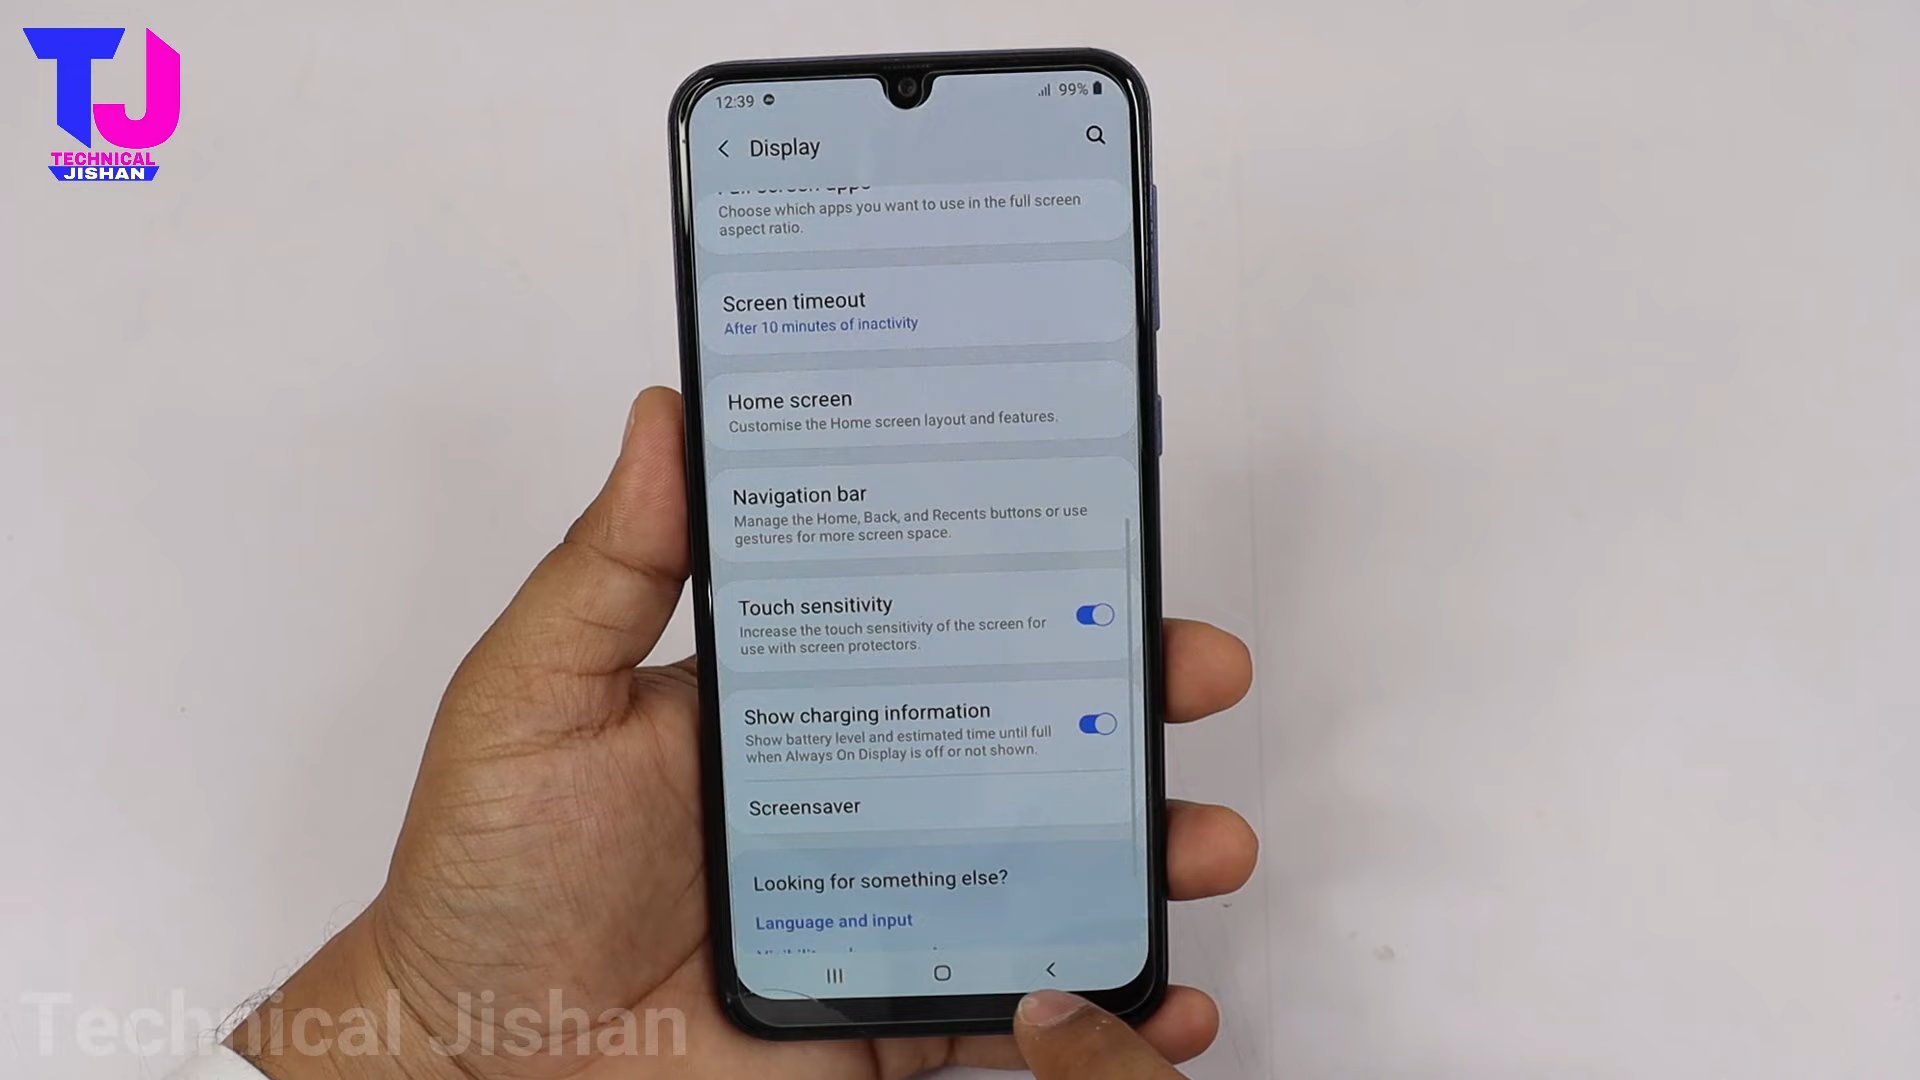 TJ
TECHNICAL
JISHAN
12:39
99%
Display
Choose which apps you want to use in the full screen
aspect ratio.
Screen timeout
After 10 minutes of inactivity
Home screen
Customise the Home screen layout and features.
Navigation bar
Manage the Home, Back, and Recents buttons or use
gestures for more screen space.
Touch sensitivity
Increase the touch sensitivity of the screen for
use with screen protectors.
Show charging information
Show battery level and estimated time until full
when Always On Display is off or not shown.
Screensaver
Looking for something else?
Language and input
Technical Jishan